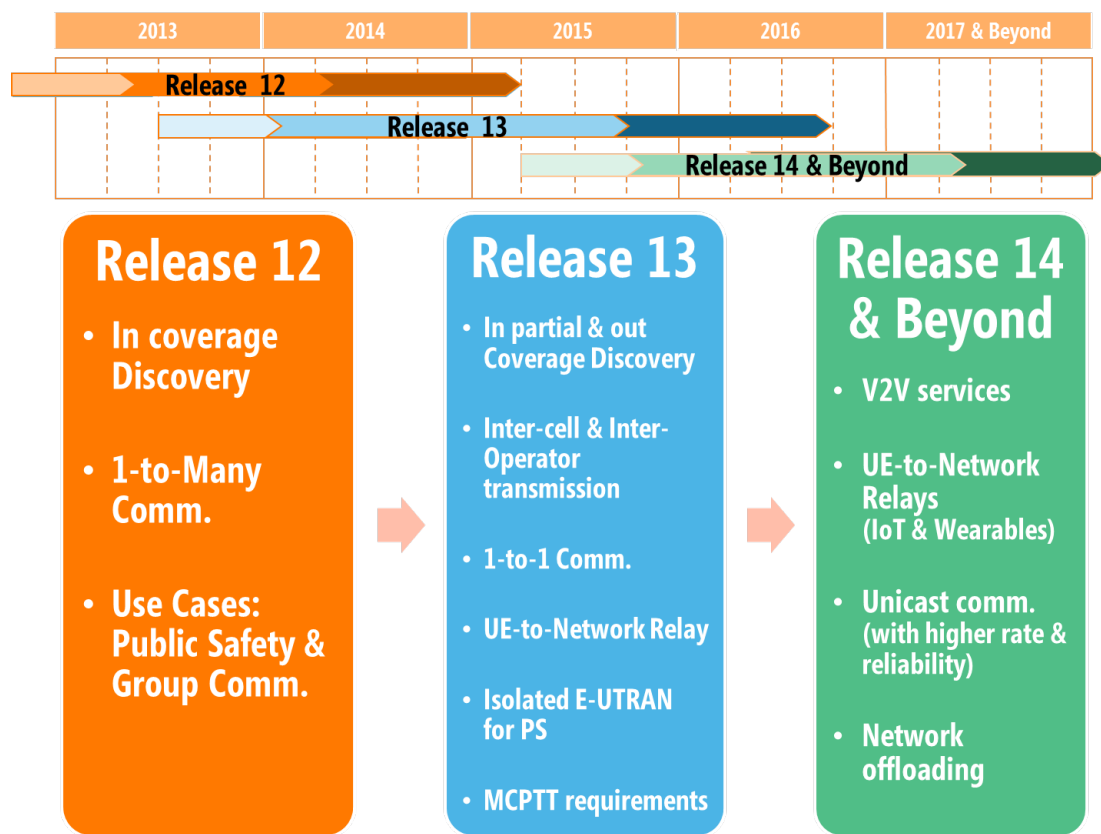 2013 2014 2015 2016 2017 & Beyond
Release 12
Release 13
Release 14 & Beyond
Release 12
• In coverage
Discovery
• 1-to-Many
Comm.
• Use Cases:
Public Safety &
Group Comm.
Release 13
• In partial & out
Coverage Discovery
• Inter-cell & Inter-
Operator
transmission
• 1-to-1 Comm.
• UE-to-Network Relay
• Isolated E-UTRAN
for PS
• MCPTT requirements
Release 14
& Beyond
• V2V services
• UE-to-Network
Relays
(IoT & Wearables)
• Unicast comm.
(with higher rate &
reliability)
• Network
offloading